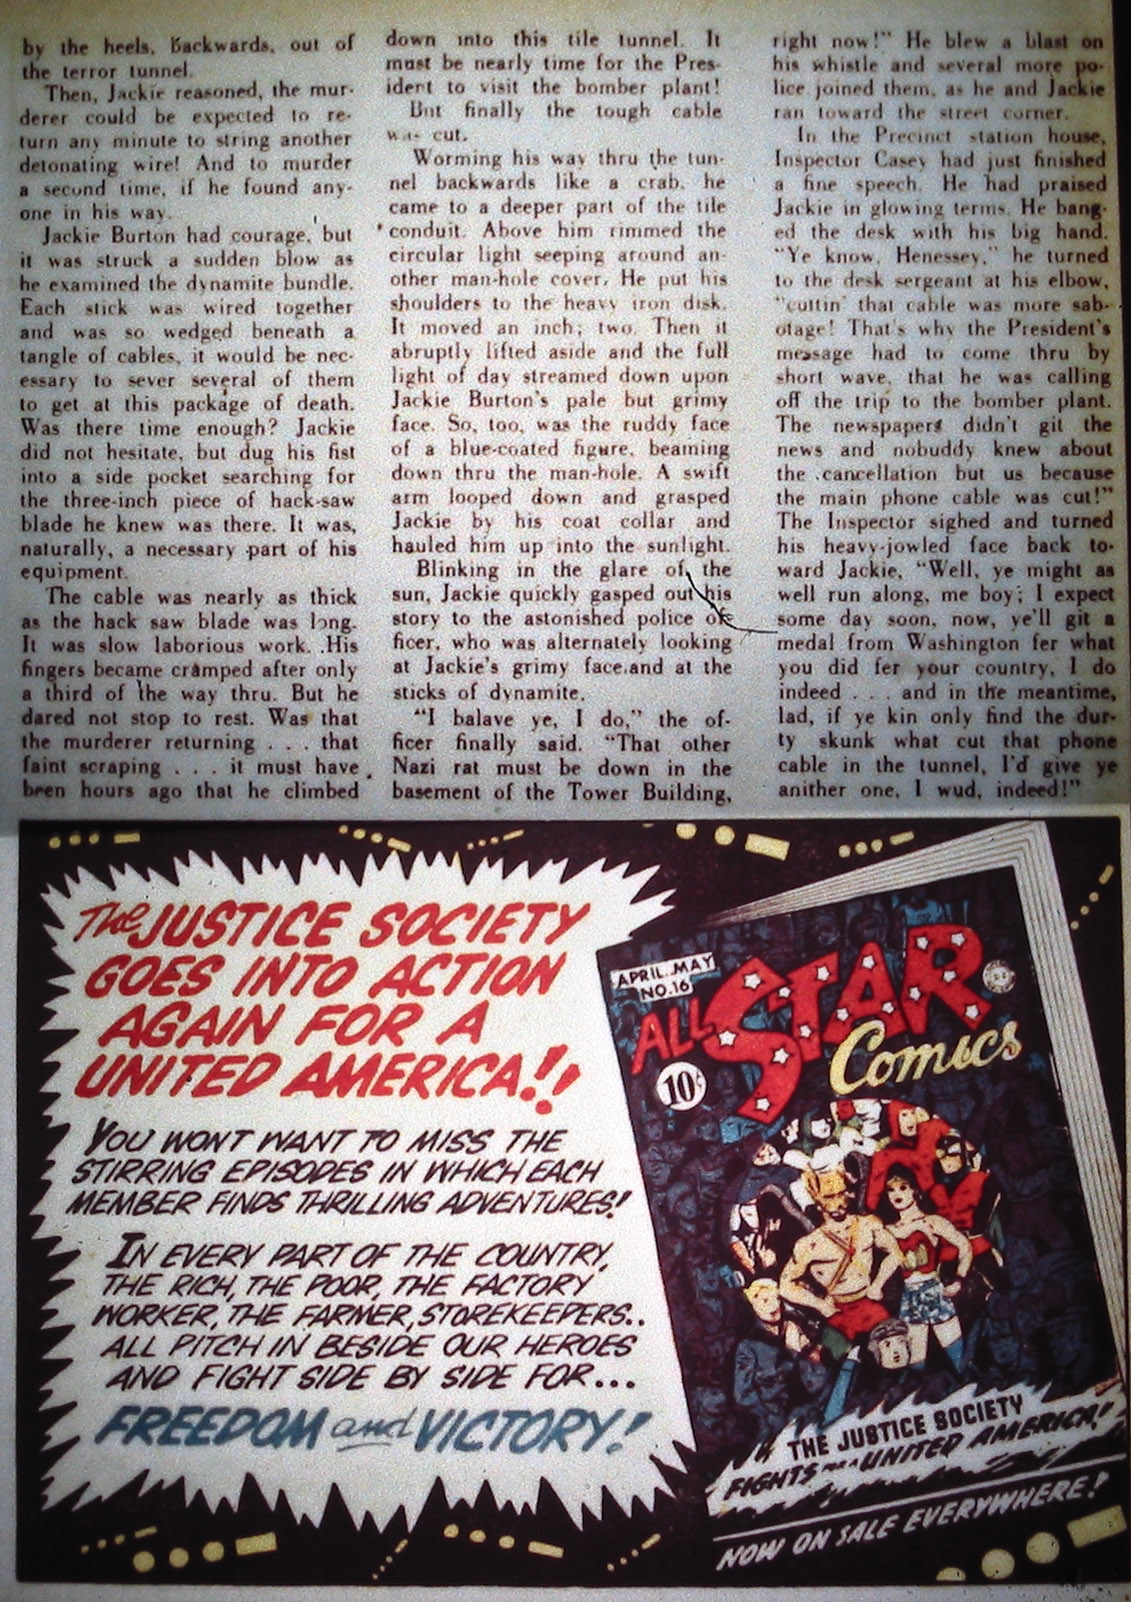 by the heels, backwards, out of
the terror tunnel.
Then, Jackie reasoned, the mur-
derer could be expected to re-
turn any minute to string another
detonating wire! And to murder
a second time, if he found any-
one in his way.
Jackie Burton had courage, but
it was struck a sudden blow as
he examined the dynamite bundle.
Each stick was wired together
and was so wedged beneath a
tangle of cables, it would be nec-
essary to sever several of them
to get at this package of death.
Was there time enough? Jackie
did not hesitate, but dug his fist
into a side pocket searching for
the three-inch piece of hack-saw
blade he knew was there. It was,
naturally, a necessary part of his
equipment.
The cable was nearly as thick
as the hack saw blade was long.
It was slow laborious work. His
fingers became cramped after only
a third of the way thru. But he
dared not stop to rest. Was that
the murderer returning . . . that
faint scraping . . . it must have
been hours ago that he climbed
down into this tile tunnel. It
must be nearly time for the Pres-
ident to visit the bomber plant!
But finally the tough cable
was cut.
Worming his way thru the tun-
nel backwards like a crab, he
came to a deeper part of the tile
conduit. Above him rimmed the
circular light seeping around an-
other man-hole cover. He put his
shoulders to the heavy iron disk.
It moved an inch; two. Then it
abruptly lifted aside and the full
light of day streamed down upon
Jackie Burton's pale but grimy
face. So, too, was the ruddy face
of a blue-coated figure, beaming
down thru the man-hole. A swift
arm looped down and grasped
Jackie by his coat collar and
hauled him up into the sunlight.
Blinking in the glare of the
sun, Jackie quickly gasped out his
story to the astonished police of-
ficer, who was alternately looking
at Jackie's grimy face and at the
sticks of dynamite.
"I balave ye, I do," the of-
ficer finally said. "That other
Nazi rat must be down in the
basement of the Tower Building,
right now!" He blew a blast on
his whistle and several more po-
lice joined them, as he and Jackie
ran toward the street corner.
In the Precinct station house,
Inspector Casey had just finished
a fine speech. He had praised
Jackie in glowing terms. He bang-
ed the desk with his big hand.
"Ye know, Henessey," he turned
to the desk sergeant at his elbow,
"cuttin' that cable was more sab-
otage! That's why the President's
message had to come thru by
short wave, that he was calling
off the trip to the bomber plant.
The newspapers didn't git the
news and nobuddy knew about
the cancellation but us because
the main phone cable was cut!"
The Inspector sighed and turned
his heavy-jowled face back to-
ward Jackie, "Well, ye might as
well run along, me boy; I expect
some day soon, now, ye'll git a
medal from Washington fer what
you did fer your country, I do
indeed . . . and in the meantime,
lad, if ye kin only find the dur-
ty skunk what cut that phone
cable in the tunnel, I'd give ye
anither one, I wud, indeed!"
The JUSTICE SOCIETY
GOES INTO ACTION
AGAIN FOR A
UNITED AMERICA!!
YOU WONT WANT TO MISS THE
STIRRING EPISODES IN WHICH EACH
MEMBER FINDS THRILLING ADVENTURES!
IN EVERY PART OF THE COUNTRY,
THE RICH, THE POOR, THE FACTORY
WORKER, THE FARMER, STOREKEEPERS..
ALL PITCH IN BESIDE OUR HEROES
AND FIGHT SIDE BY SIDE FOR...
FREEDOM and VICTORY!
APRIL..MAY
NO.16
ALL STAR
Comics
10¢
THE JUSTICE SOCIETY
FIGHTS FOR A UNITED AMERICA!
NOW ON SALE EVERYWHERE!